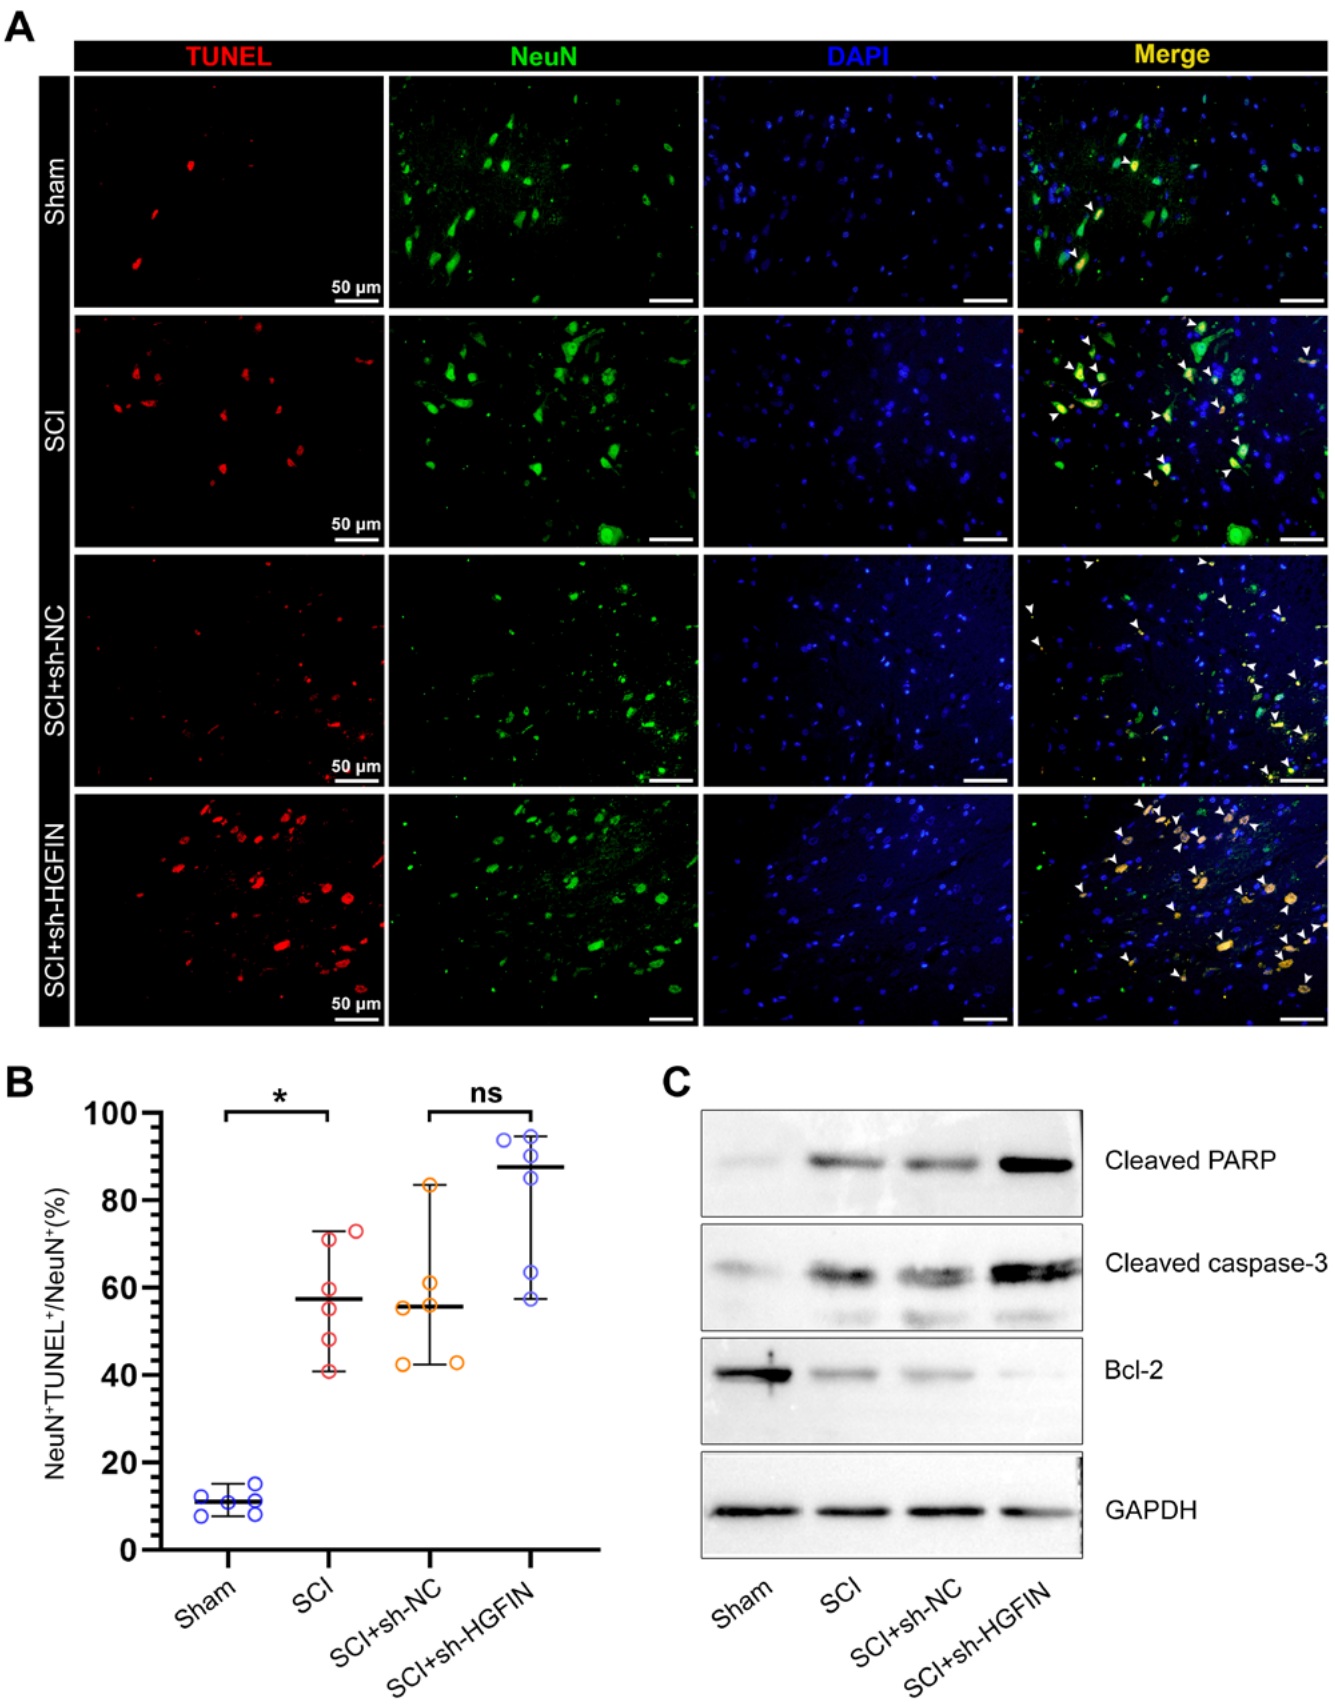 A
TUNEL NeuN DAPI Merge
Sham
50 µm
SCI
50 µm
SCI+sh-NC
50 µm
SCI+sh-HGFIN
50 µm
B
* ns
NeuN⁺TUNEL⁺/NeuN⁺(%)
100
80
60
40
20
0
Sham SCI SCI+sh-NC SCI+sh-HGFIN
C
Cleaved PARP
Cleaved caspase-3
Bcl-2
GAPDH
Sham SCI SCI+sh-NC SCI+sh-HGFIN